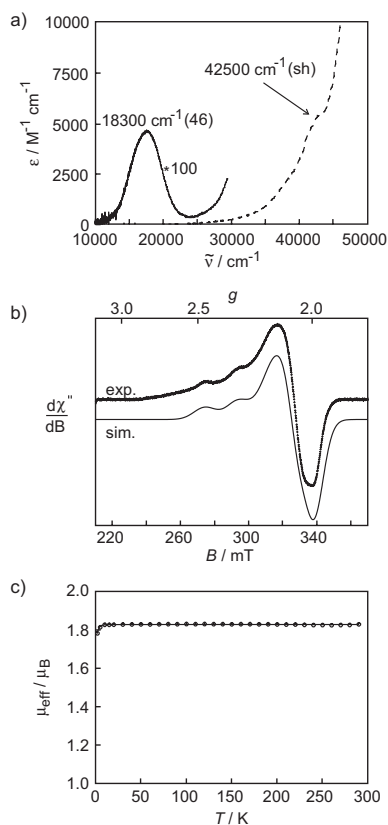 a)
10000
42500 cm⁻¹(sh)
7500
ε / M⁻¹ cm⁻¹
18300 cm⁻¹(46)
5000
*100
2500
0
10000 20000 30000 40000 50000
ν̃ / cm⁻¹
b)
g
3.0 2.5 2.0
exp.
dχ"
dB
sim.
220 260 300 340
B / mT
c)
2.0
1.8
μeff / μB
1.6
1.4
1.2
1.0
0 50 100 150 200 250 300
T / K